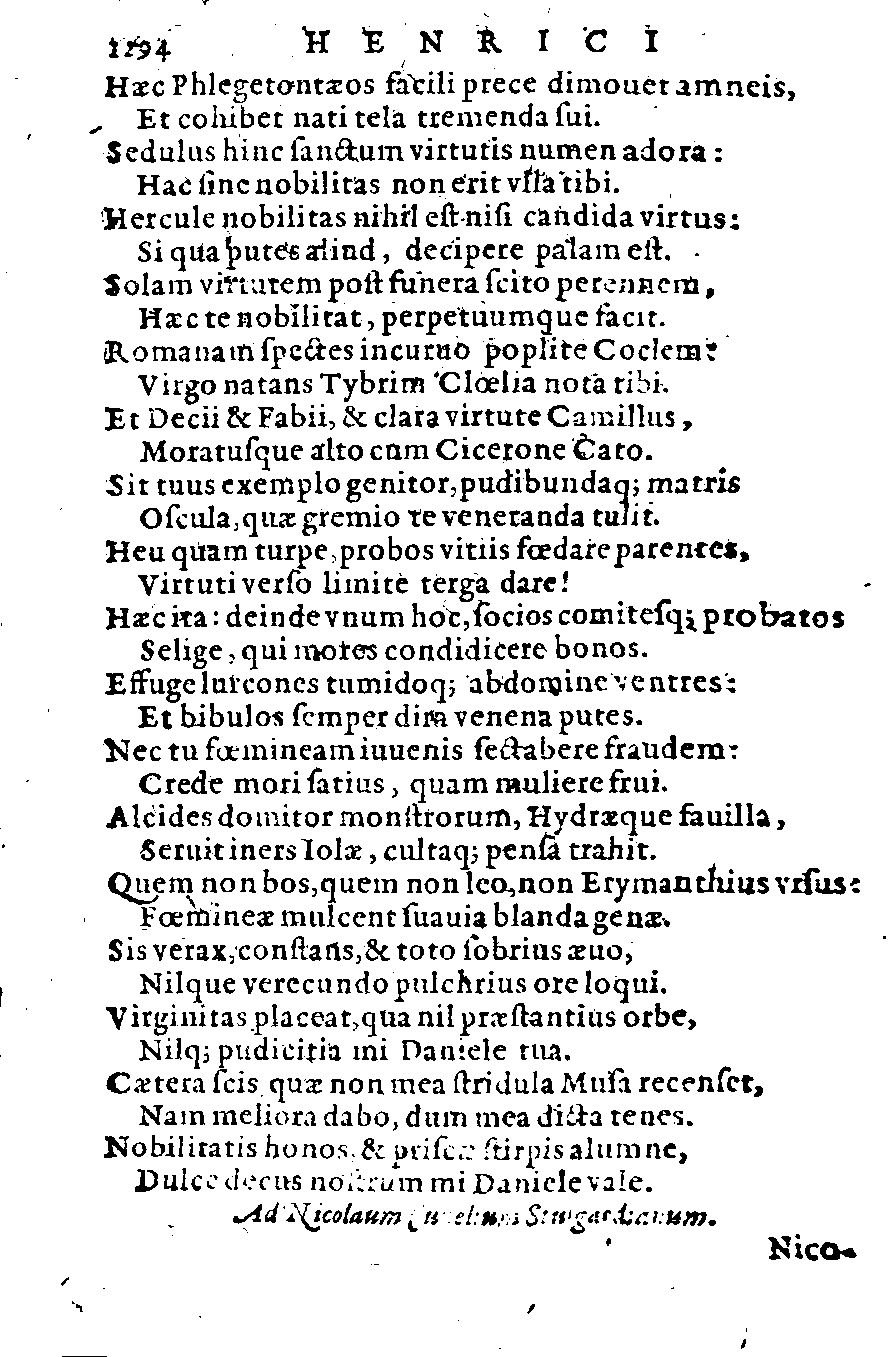 1194 HENRICI
Hæc Phlegetontæos facili prece dimouet amneis,
Et cohibet nati tela tremenda ſui.
Sedulus hinc ſanctum virtutis numen adora:
Hac ſine nobilitas non erit vlla tibi.
Hercule nobilitas nihil eſt niſi candida virtus:
Si qua putes aliud, decipere palam eſt.
Solam virtutem poſt funera ſcito perennem,
Hæc te nobilitat, perpetuumque facit.
Romanam ſpectes incuruo poplite Coclem:
Virgo natans Tybrim Clœlia nota tibi.
Et Decii & Fabii, & clara virtute Camillus,
Moratuſque alto cum Cicerone Cato.
Sit tuus exemplo genitor, pudibundaq; matris
Oſcula, quæ gremio te veneranda tulit.
Heu quam turpe, probos vitiis fœdare parentes,
Virtuti verſo limite terga dare!
Hæc ita: deinde vnum hoc, ſocios comiteſq; probatos
Selige, qui mores condidicere bonos.
Effuge lurcones tumidoq; abdomine ventres:
Et bibulos ſemper dira venena putes.
Nec tu fœmineam iuuenis ſectabere fraudem:
Crede mori ſatius, quam muliere frui.
Alcides domitor monſtrorum, Hydræque fauilla,
Seruit iners Iolæ, cultaq; penſa trahit.
Quem non bos, quem non leo, non Erymanthius vrſus:
Fœmineæ mulcent ſuauia blanda genæ.
Sis verax, conſtans, & toto ſobrius æuo,
Nilque verecundo pulchrius ore loqui.
Virginitas placeat, qua nil præſtantius orbe,
Nilq; pudicitia mi Daniele tua.
Cætera ſcis quæ non mea ſtridula Muſa recenſet,
Nam meliora dabo, dum mea dicta tenes.
Nobilitatis honos, & priſcæ ſtirpis alumne,
Dulce decus noſtrum mi Daniele vale.
Ad Nicolaum Stutgardianum.
Nico-